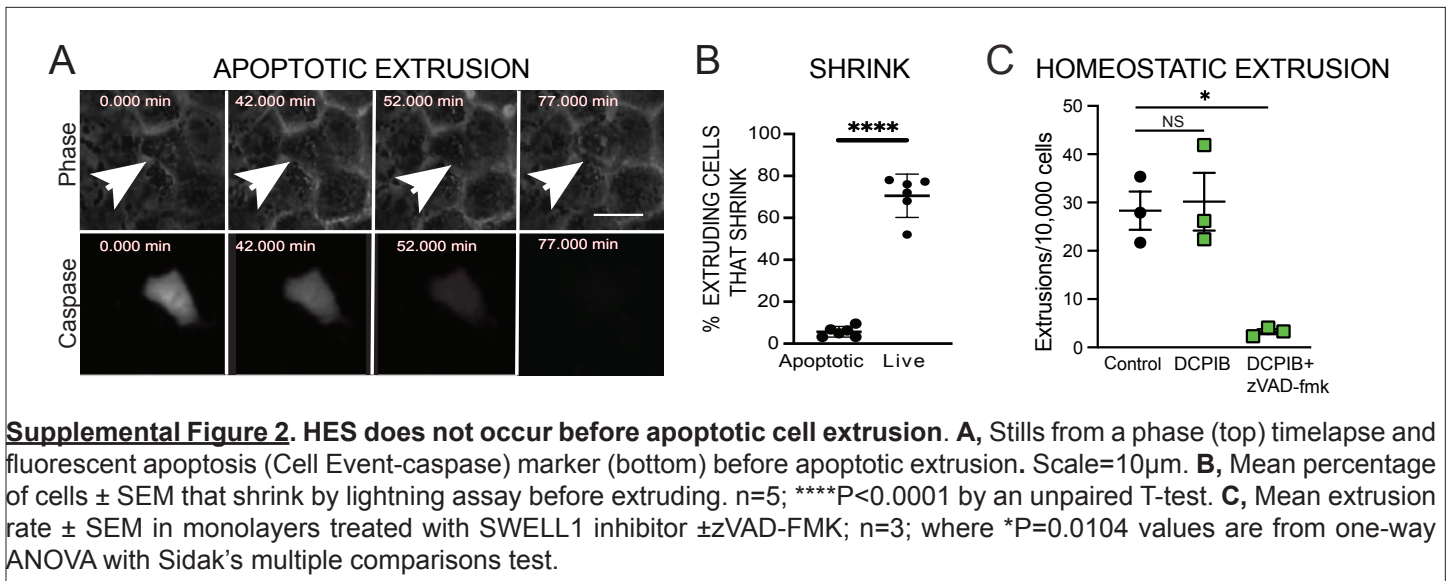 A
APOPTOTIC EXTRUSION
Phase
0.000 min
42.000 min
52.000 min
77.000 min
Caspase
0.000 min
42.000 min
52.000 min
77.000 min
B
SHRINK
% EXTRUDING CELLS
THAT SHRINK
100
80
60
40
20
0
****
Apoptotic
Live
C
HOMEOSTATIC EXTRUSION
Extrusions/10,000 cells
50
40
30
20
10
0
*
NS
Control
DCPIB
DCPIB+
zVAD-fmk
Supplemental Figure 2. HES does not occur before apoptotic cell extrusion. A, Stills from a phase (top) timelapse and
fluorescent apoptosis (Cell Event-caspase) marker (bottom) before apoptotic extrusion. Scale=10μm. B, Mean percentage
of cells ± SEM that shrink by lightning assay before extruding. n=5; ****P<0.0001 by an unpaired T-test. C, Mean extrusion
rate ± SEM in monolayers treated with SWELL1 inhibitor ±zVAD-FMK; n=3; where *P=0.0104 values are from one-way
ANOVA with Sidak's multiple comparisons test.